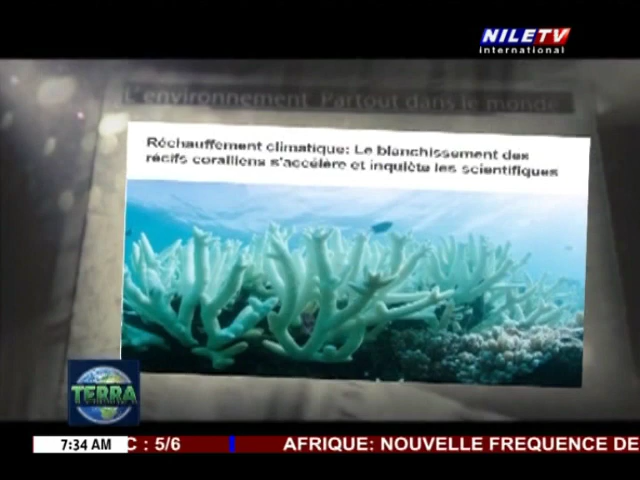 NILETV
international
L'environnement Partout dans le monde
Réchauffement climatique: Le blanchissement des
récifs coralliens s'accélère et inquiète les scientifiques
TERRA
7:34 AM C : 5/6 AFRIQUE: NOUVELLE FREQUENCE DE